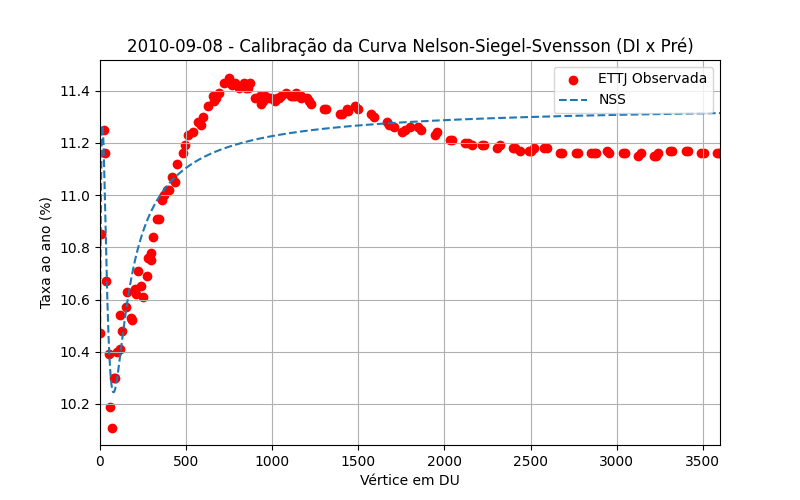 2010-09-08 - Calibração da Curva Nelson-Siegel-Svensson (DI x Pré)
ETTJ Observada
NSS
Taxa ao ano (%)
11.4
11.2
11.0
10.8
10.6
10.4
10.2
0 500 1000 1500 2000 2500 3000 3500
Vértice em DU